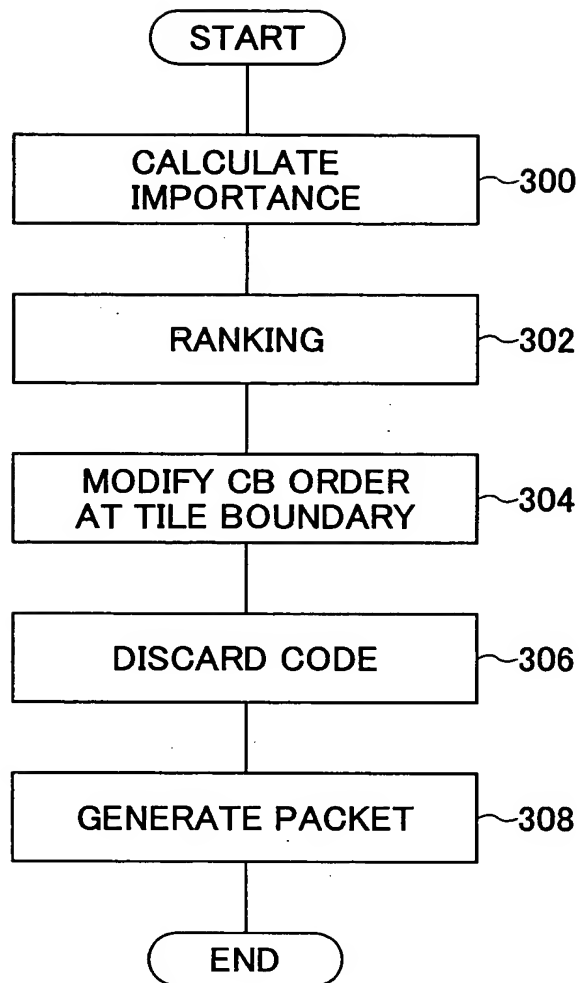 START
CALCULATE
IMPORTANCE
300
RANKING
302
MODIFY CB ORDER
AT TILE BOUNDARY
304
DISCARD CODE
306
GENERATE PACKET
308
END